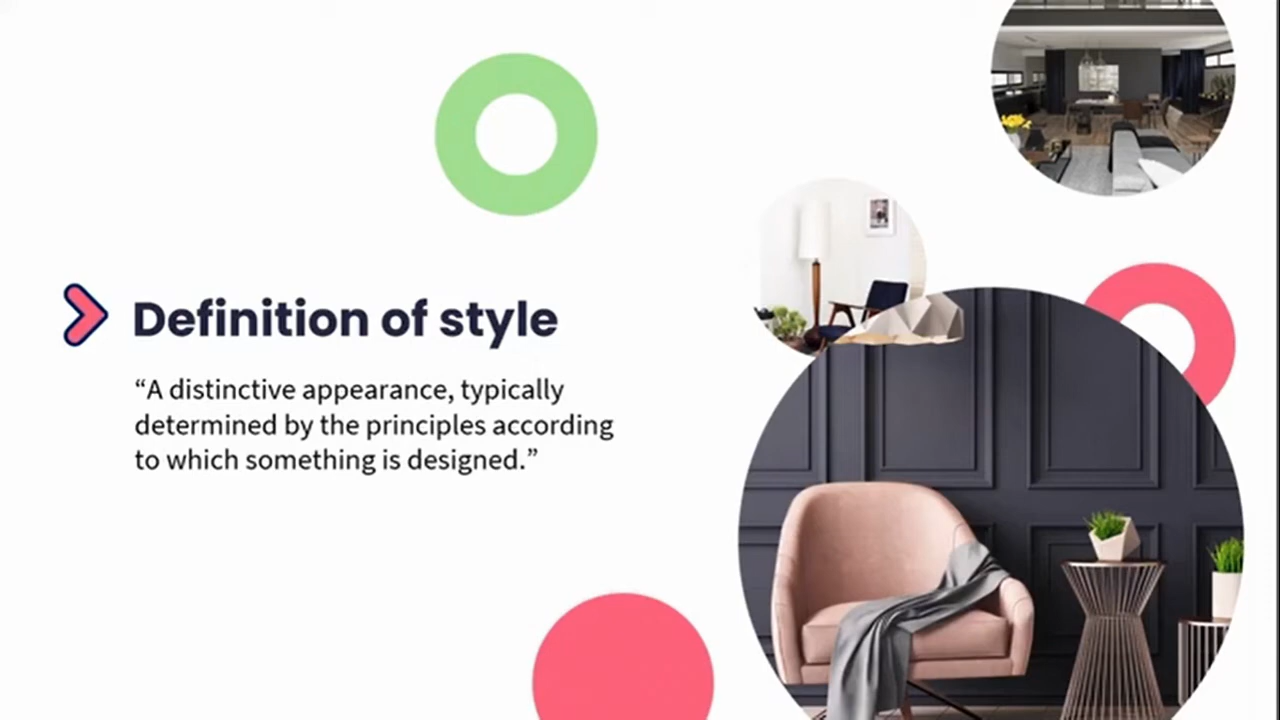 Definition of style
“A distinctive appearance, typically
determined by the principles according
to which something is designed.”